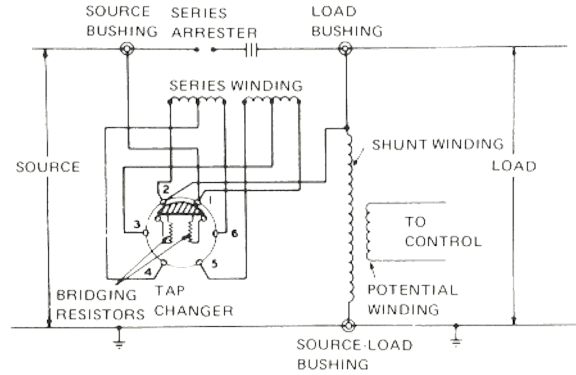 SOURCE
BUSHING
SERIES
ARRESTER
LOAD
BUSHING
SERIES WINDING
SHUNT WINDING
SOURCE
LOAD
2
1
3
6
4
5
TO
CONTROL
BRIDGING
RESISTORS
TAP
CHANGER
POTENTIAL
WINDING
SOURCE-LOAD
BUSHING